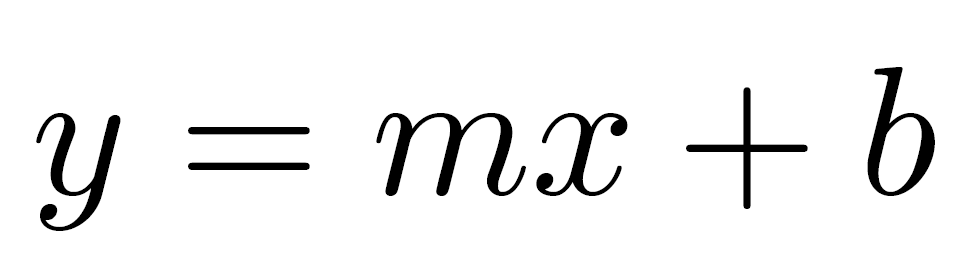 y = mx + b